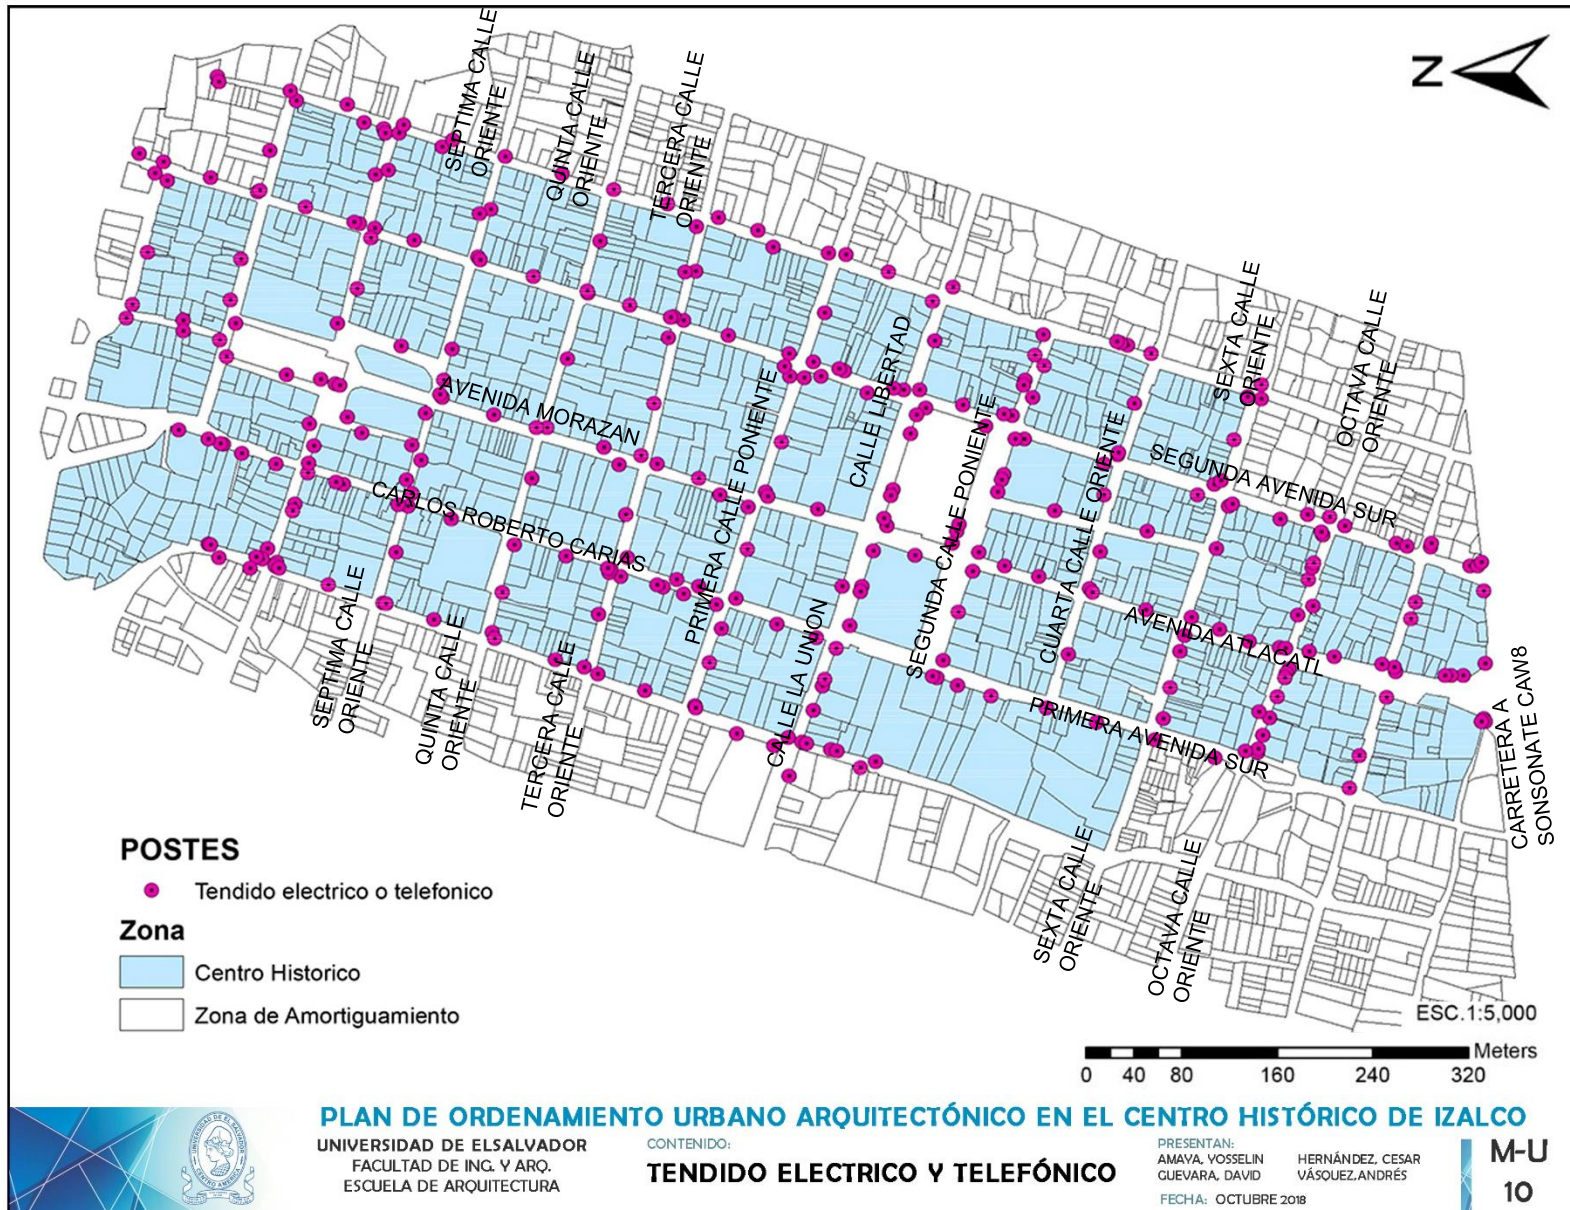 SEPTIMA CALLE
ORIENTE
QUINTA CALLE
ORIENTE
TERCERA CALLE
ORIENTE
Z
SEXTA CALLE
ORIENTE
OCTAVA CALLE
ORIENTE
AVENIDA MORAZAN
PRIMERA CALLE PONIENTE
CALLE LIBERTAD
SEGUNDA CALLE PONIENTE
CUARTA CALLE ORIENTE
SEGUNDA AVENIDA SUR
CARLOS ROBERTO CARIAS
CALLE LA UNION
AVENIDA ATLACATL
PRIMERA AVENIDA SUR
SEPTIMA CALLE
ORIENTE
QUINTA CALLE
ORIENTE
TERCERA CALLE
ORIENTE
SEXTA CALLE
ORIENTE
OCTAVA CALLE
ORIENTE
CARRETERA A
SONSONATE CAW8
POSTES
Tendido electrico o telefonico
Zona
Centro Historico
Zona de Amortiguamiento
ESC.1:5,000
Meters
0 40 80 160 240 320
PLAN DE ORDENAMIENTO URBANO ARQUITECTÓNICO EN EL CENTRO HISTÓRICO DE IZALCO
UNIVERSIDAD DE ELSALVADOR
FACULTAD DE ING. Y ARQ.
ESCUELA DE ARQUITECTURA
CONTENIDO:
TENDIDO ELECTRICO Y TELEFÓNICO
PRESENTAN:
AMAYA, YOSSELIN HERNÁNDEZ, CESAR
GUEVARA, DAVID VÁSQUEZ,ANDRÉS
FECHA: OCTUBRE 2018
M-U
10